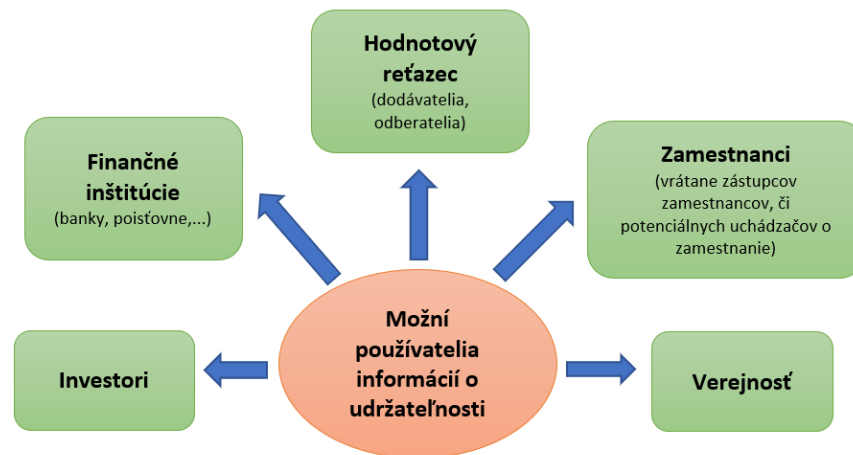 Hodnotový
reťazec
(dodávatelia,
odberatelia)
Finančné
inštitúcie
(banky, poisťovne,...)
Zamestnanci
(vrátane zástupcov
zamestnancov, či
potenciálnych uchádzačov o
zamestnanie)
Možní
používatelia
informácií o
udržateľnosti
Investori
Verejnosť